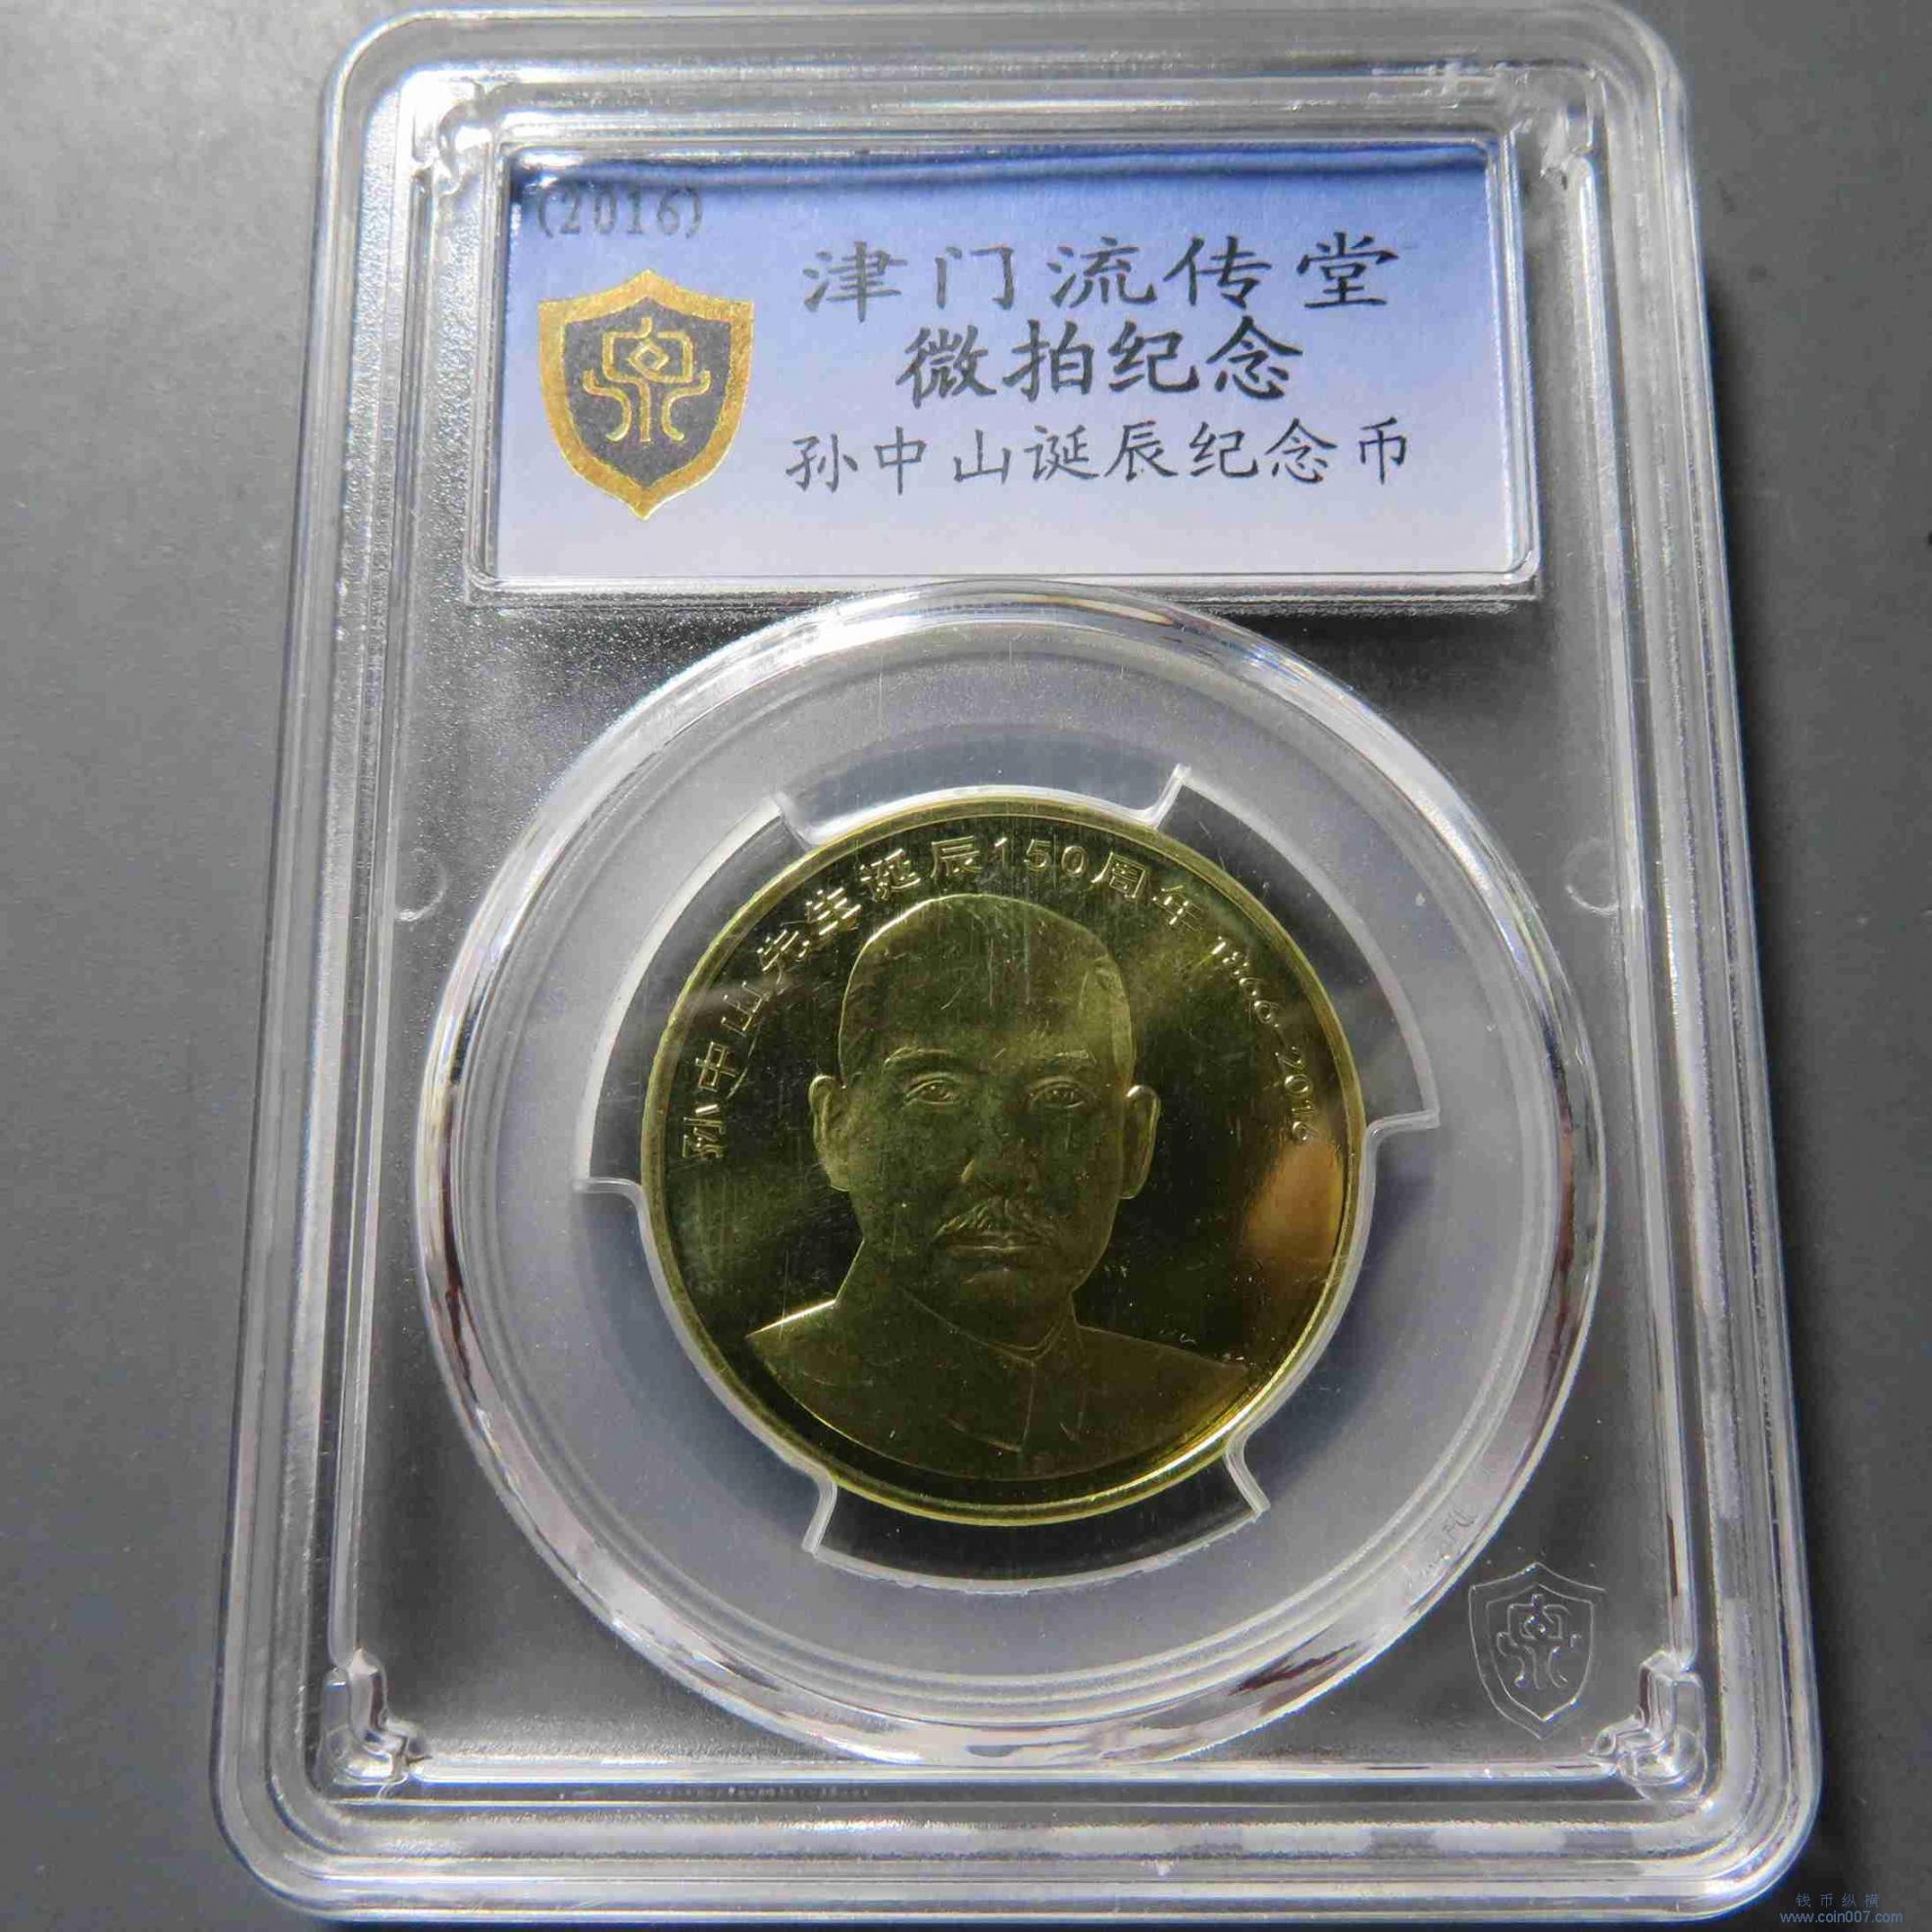 (2016)
津门流传堂
微拍纪念
孙中山诞辰纪念币
泉
孙中山先生诞辰150周年 1866-2016
泉
钱币纵横
www.coin007.com